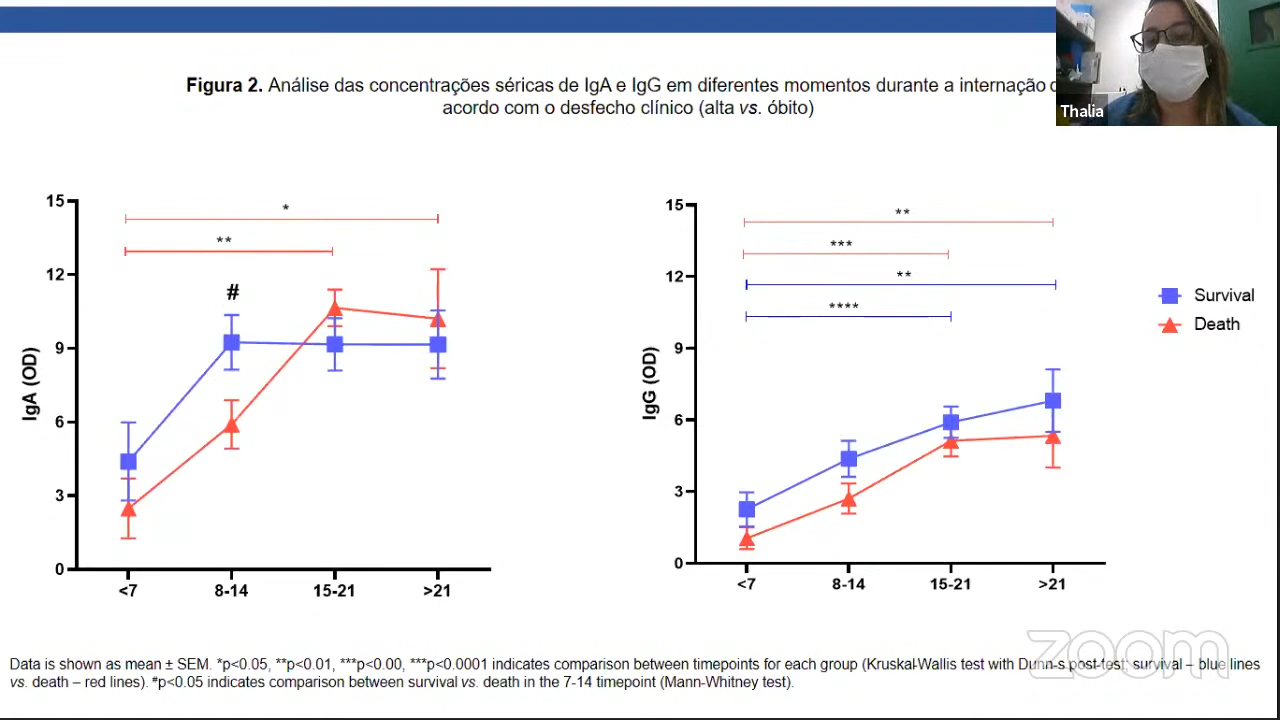 Figura 2. Análise das concentrações séricas de IgA e IgG em diferentes momentos durante a internação
acordo com o desfecho clínico (alta vs. óbito)
Thalia
15
12
9
6
3
0
IgA (OD)
*
**
#
<7
8-14
15-21
>21
15
12
9
6
3
0
IgG (OD)
**
***
**
****
<7
8-14
15-21
>21
Survival
Death
zoom
Data is shown as mean ± SEM. *p<0.05, **p<0.01, ***p<0.00, ***p<0.0001 indicates comparison between timepoints for each group (Kruskal-Wallis test with Dunn-s post-test; survival – blue lines
vs. death – red lines). #p<0.05 indicates comparison between survival vs. death in the 7-14 timepoint (Mann-Whitney test).